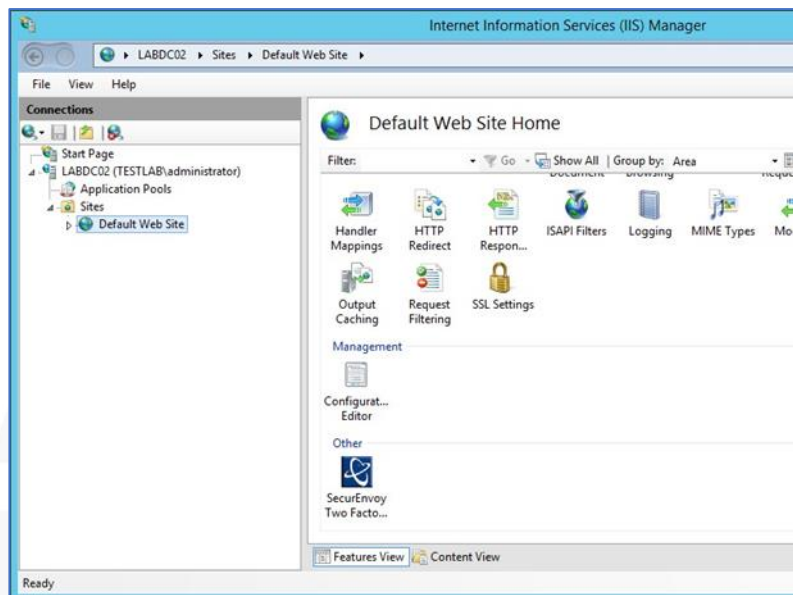 Internet Information Services (IIS) Manager
LABDC02 Sites Default Web Site
File View Help
Connections
Start Page
LABDC02 (TESTLAB\administrator)
Application Pools
Sites
Default Web Site
Default Web Site Home
Filter: Go Show All Group by: Area
Document Browsing
Handler Mappings
HTTP Redirect
HTTP Respon...
ISAPI Filters
Logging
MIME Types
Mo
Output Caching
Request Filtering
SSL Settings
Management
Configurat... Editor
Other
SecurEnvoy Two Facto...
Features View Content View
Ready